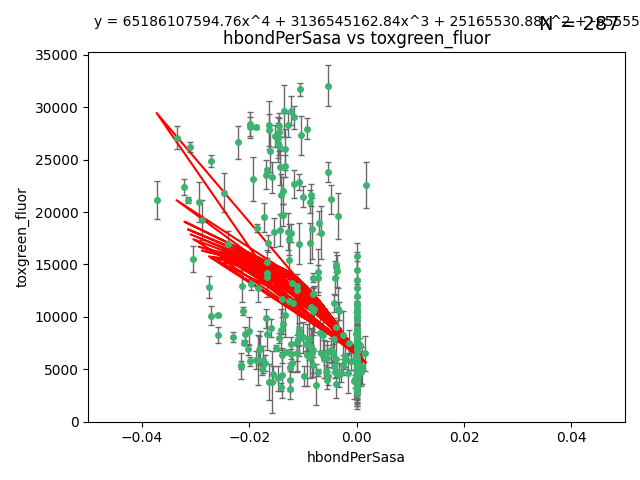 y = 65186107594.76x^4 + 3136545162.84x^3 + 25165530.88x^2 +
N = 287
hbondPerSasa vs toxgreen_fluor
35000
30000
25000
20000
15000
10000
5000
0
toxgreen_fluor
−0.04 −0.02 0.00 0.02 0.04
hbondPerSasa